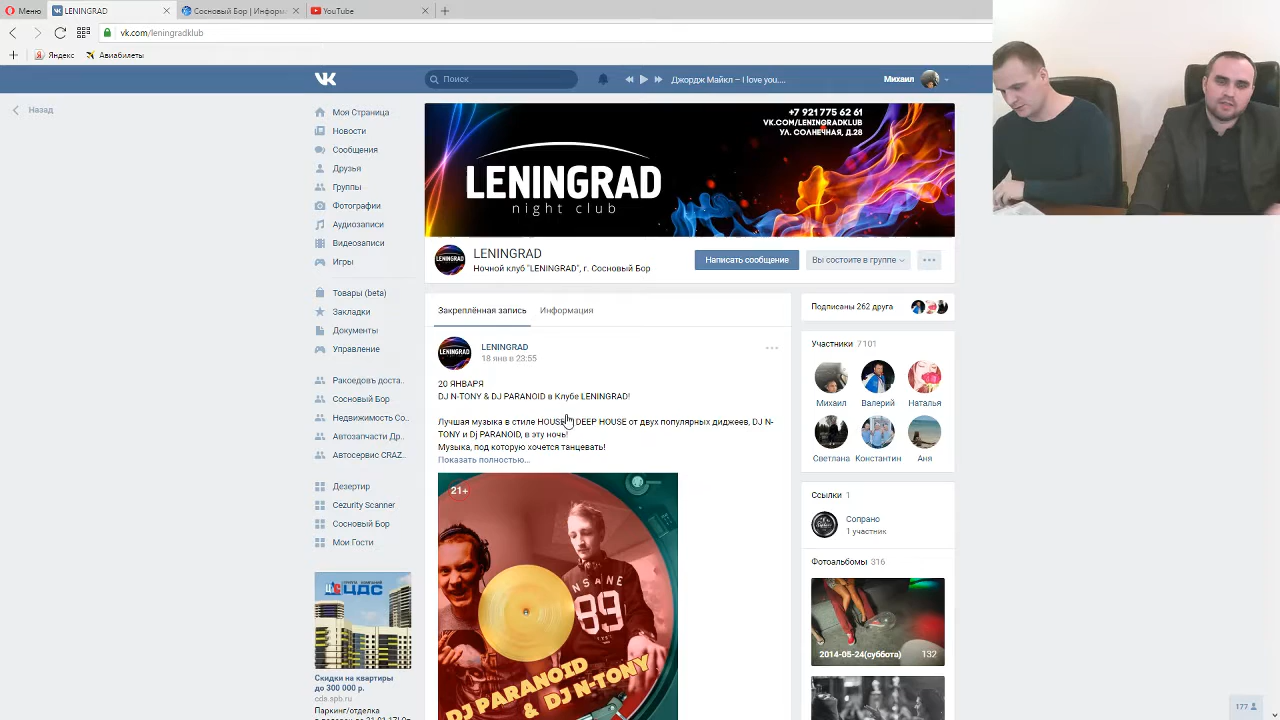 Меню
LENINGRAD
Сосновый Бор | Информ
YouTube
vk.com/leningradklub
Яндекс
Авиабилеты
Поиск
Джордж Майкл – I love you....
Михаил
Назад
Моя Страница
Новости
Сообщения
Друзья
Группы
Фотографии
Аудиозаписи
Видеозаписи
Игры
Товары (beta)
Закладки
Документы
Управление
Ракоедовъ доста..
Сосновый Бор
Недвижимость Со..
Автозапчасти Др..
Автосервис CRAZ..
Дезертир
Cezurity Scanner
Сосновый Бор
Мои Гости
ГРУППА КОМПАНИЙ
ЦДС
Скидки на квартиры
до 300 000 р.
cds.spb.ru
Паркинг/отделка
+7 921 775 62 61
VK.COM/LENINGRADKLUB
УЛ. СОЛНЕЧНАЯ, Д.28
LENINGRAD
night club
LENINGRAD
Ночной клуб "LENINGRAD", г. Сосновый Бор
Написать сообщение
Вы состоите в группе
Закреплённая запись
Информация
LENINGRAD
LENINGRAD
18 янв в 23:55
20 ЯНВАРЯ
DJ N-TONY & DJ PARANOID в Клубе LENINGRAD!
Лучшая музыка в стиле HOUSE DEEP HOUSE от двух популярных диджеев, DJ N-
TONY и Dj PARANOID, в эту ночь!
Музыка, под которую хочется танцевать!
Показать полностью...
21+
INSANE
89
DJ PARANOID
& DJ N-TONY
Подписаны 262 друга
Участники 7 101
Михаил
Валерий
Наталья
Светлана
Константин
Аня
Ссылки 1
Сопрано
1 участник
Фотоальбомы 316
2014-05-24(суббота)
132
177